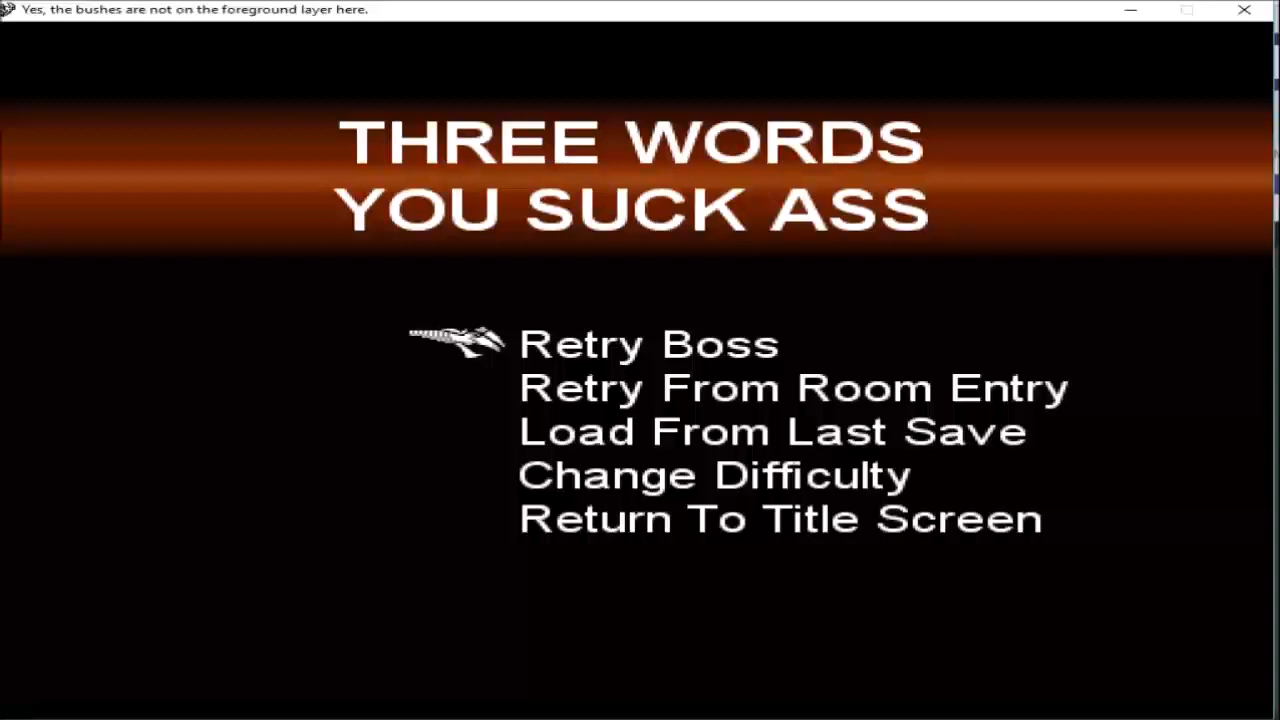 Yes, the bushes are not on the foreground layer here.
THREE WORDS
YOU SUCK ASS
Retry Boss
Retry From Room Entry
Load From Last Save
Change Difficulty
Return To Title Screen